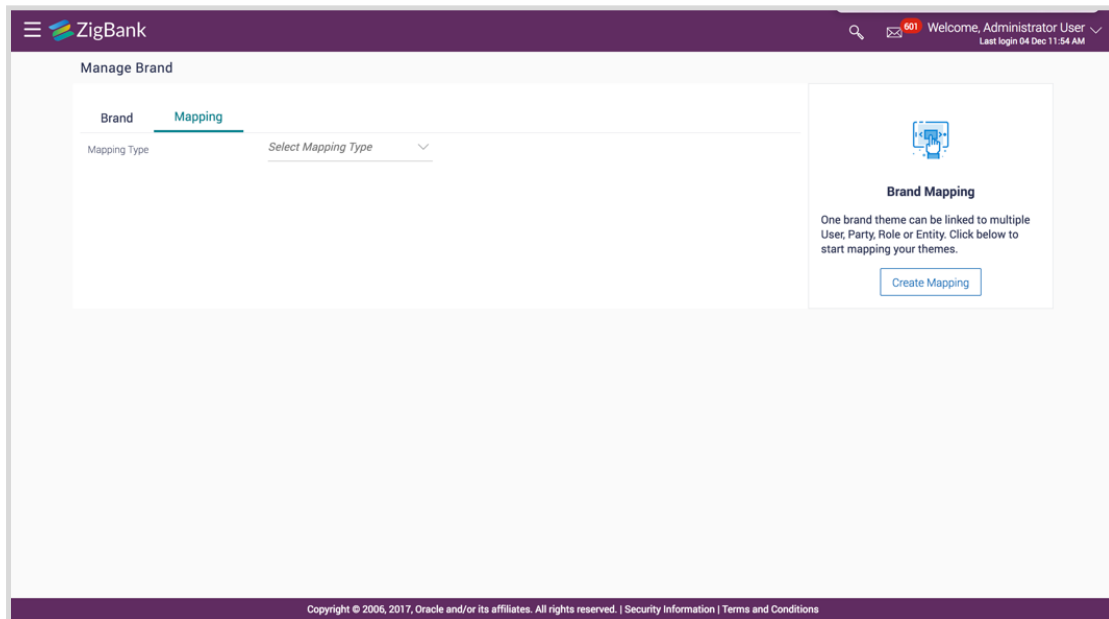 ZigBank
601
Welcome, Administrator User
Last login 04 Dec 11:54 AM
Manage Brand
Brand
Mapping
Mapping Type
Select Mapping Type
Brand Mapping
One brand theme can be linked to multiple
User, Party, Role or Entity. Click below to
start mapping your themes.
Create Mapping
Copyright © 2006, 2017, Oracle and/or its affiliates. All rights reserved. | Security Information | Terms and Conditions